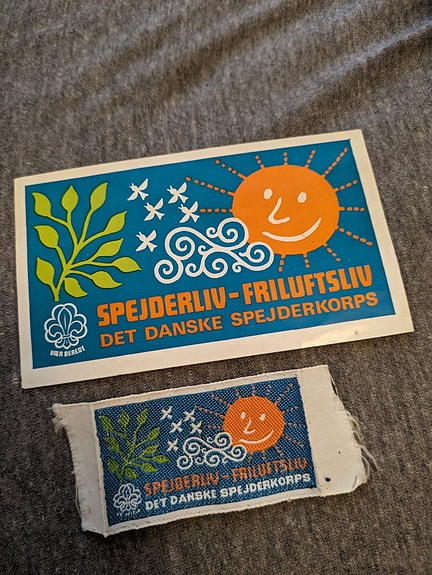 SPEJDERLIV-FRILUFTSLIV
DET DANSKE SPEJDERKORPS
VÆR BEREDT
SPEJDERLIV-FRILUFTSLIV
DET DANSKE SPEJDERKORPS